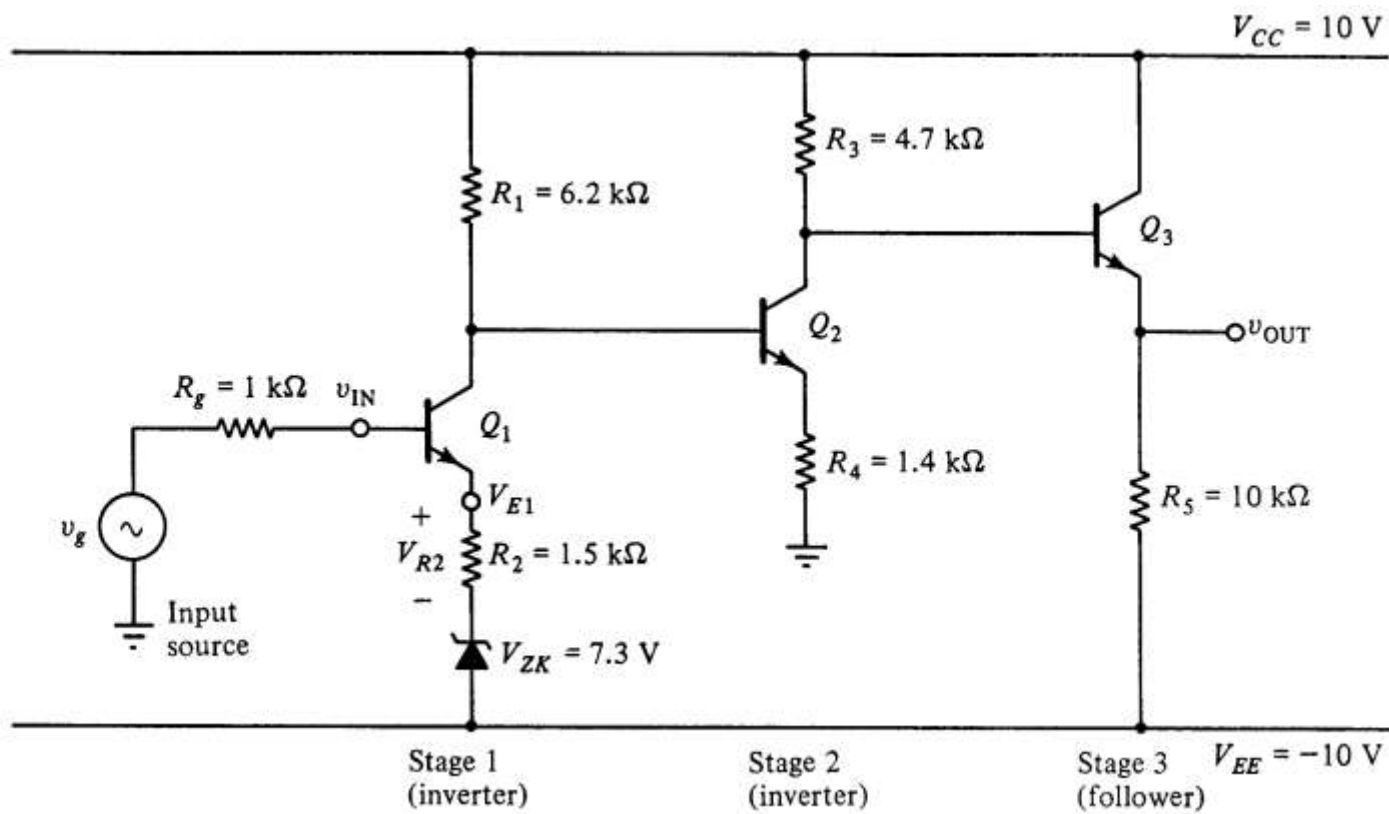 V_CC = 10 V
R_3 = 4.7 kΩ
R_1 = 6.2 kΩ
Q_3
Q_2
v_OUT
R_g = 1 kΩ
v_IN
Q_1
R_4 = 1.4 kΩ
V_E1
R_5 = 10 kΩ
+
v_g
V_R2
R_2 = 1.5 kΩ
−
Input
source
V_ZK = 7.3 V
Stage 1
(inverter)
Stage 2
(inverter)
Stage 3
(follower)
V_EE = −10 V